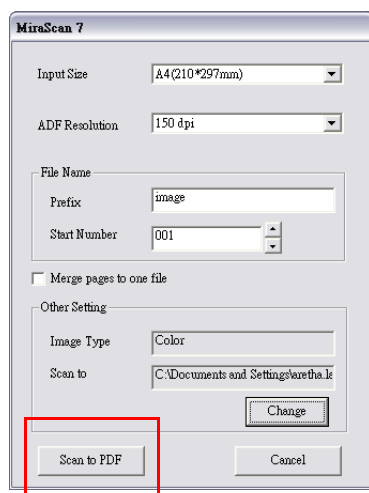 MiraScan 7
Input Size A4(210*297mm)
ADF Resolution 150 dpi
File Name
Prefix image
Start Number 001
Merge pages to one file
Other Setting
Image Type Color
Scan to C:\Documents and Settings\aretha.le
Change
Scan to PDF Cancel